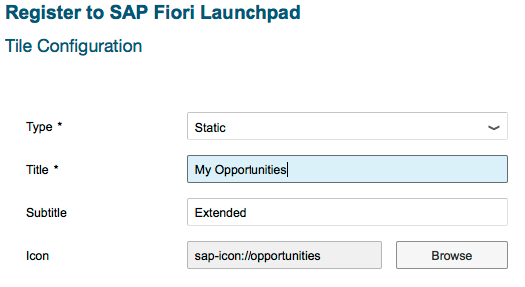 Register to SAP Fiori Launchpad
Tile Configuration
Type * Static
Title * My Opportunities
Subtitle Extended
Icon sap-icon://opportunities Browse